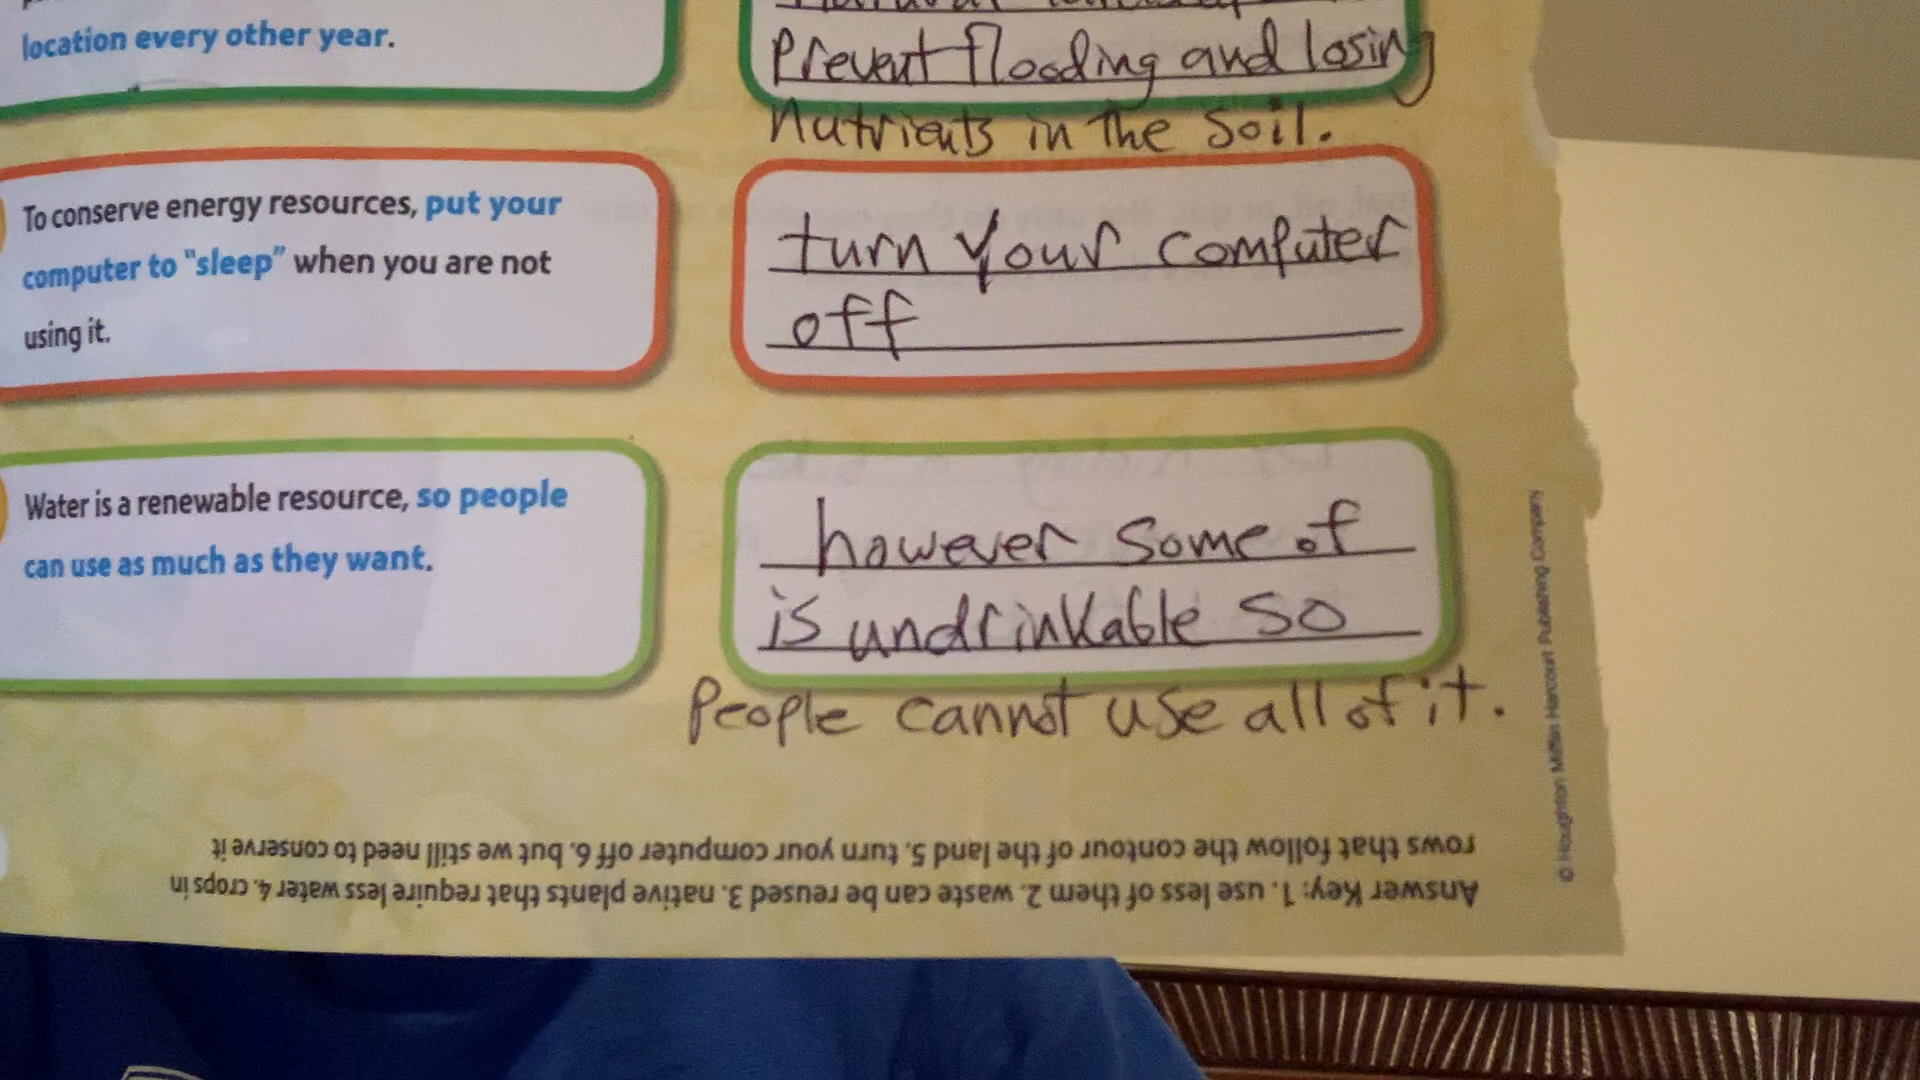 location every other year.
Prevent flooding and losing
nutrients in the soil.
To conserve energy resources, put your
computer to "sleep" when you are not
using it.
turn your computer
off
Water is a renewable resource, so people
can use as much as they want.
however some of
is undrinkable so
People cannot use all of it.
Answer Key: 1. use less of them 2. waste can be reused 3. native plants that require less water 4. crops in
rows that follow the contour of the land 5. turn your computer off 6. but we still need to conserve it
© Houghton Mifflin Harcourt Publishing Company